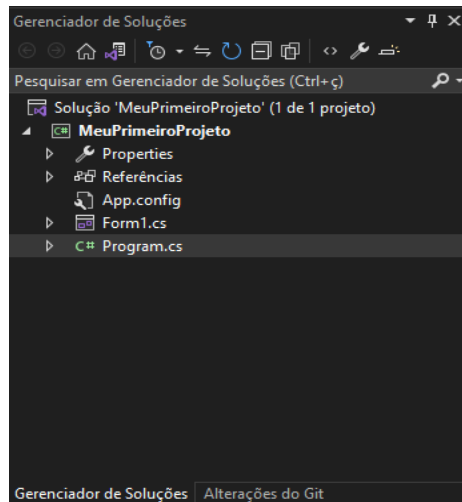 Gerenciador de Soluções
Pesquisar em Gerenciador de Soluções (Ctrl+ç)
Solução 'MeuPrimeiroProjeto' (1 de 1 projeto)
C# MeuPrimeiroProjeto
Properties
Referências
App.config
Form1.cs
C# Program.cs
Gerenciador de Soluções Alterações do Git